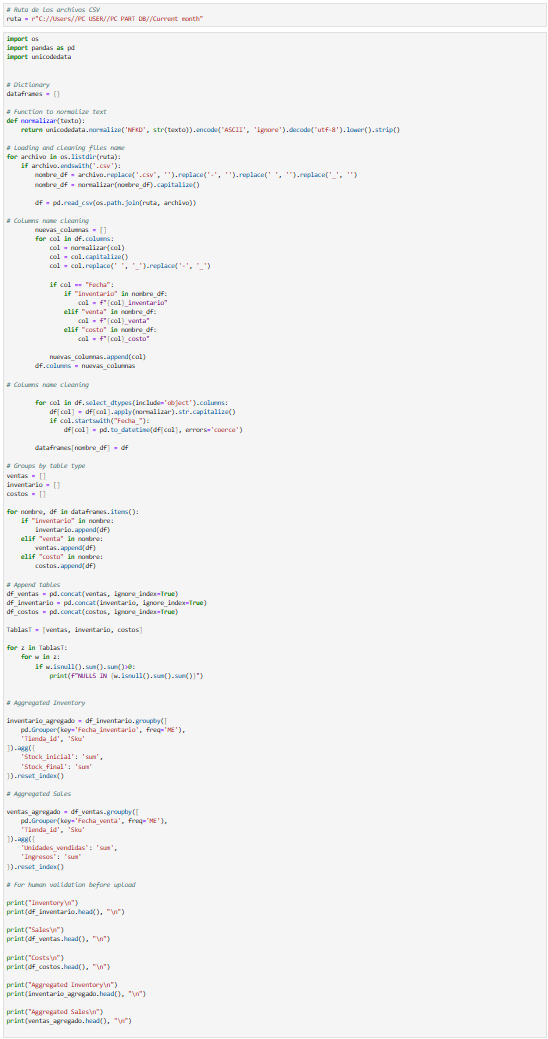 # Ruta de los archivos CSV
ruta = r"C://Users//PC USER//PC PART DB//Current month"
import os
import pandas as pd
import unicodedata
# Dictionary
dataframes = {}
# Function to normalize text
def normalizar(texto):
    return unicodedata.normalize('NFKD', str(texto)).encode('ASCII', 'ignore').decode('utf-8').lower().strip()
# Loading and cleaning files name
for archivo in os.listdir(ruta):
    if archivo.endswith('.csv'):
        nombre_df = archivo.replace('.csv', '').replace('-', '').replace(' ', '').replace('_', '')
        nombre_df = normalizar(nombre_df).capitalize()
        df = pd.read_csv(os.path.join(ruta, archivo))
# Columns name cleaning
        nuevas_columnas = []
        for col in df.columns:
            col = normalizar(col)
            col = col.capitalize()
            col = col.replace(' ', '_').replace('-', '_')
            if col == "Fecha":
                if "inventario" in nombre_df:
                    col = f"{col}_inventario"
                elif "venta" in nombre_df:
                    col = f"{col}_venta"
                elif "costo" in nombre_df:
                    col = f"{col}_costo"
            nuevas_columnas.append(col)
        df.columns = nuevas_columnas
# Columns name cleaning
        for col in df.select_dtypes(include='object').columns:
            df[col] = df[col].apply(normalizar).str.capitalize()
            if col.startswith("Fecha_"):
                df[col] = pd.to_datetime(df[col], errors='coerce')
        dataframes[nombre_df] = df
# Groups by table type
ventas = []
inventario = []
costos = []
for nombre, df in dataframes.items():
    if "inventario" in nombre:
        inventario.append(df)
    elif "venta" in nombre:
        ventas.append(df)
    elif "costo" in nombre:
        costos.append(df)
# Append tables
df_ventas = pd.concat(ventas, ignore_index=True)
df_inventario = pd.concat(inventario, ignore_index=True)
df_costos = pd.concat(costos, ignore_index=True)
TablasT = [ventas, inventario, costos]
for z in TablasT:
    for w in z:
        if w.isnull().sum().sum()>0:
            print(f"NULLS IN {w.isnull().sum().sum()}")
# Aggregated Inventory
inventario_agregado = df_inventario.groupby([
    pd.Grouper(key='Fecha_inventario', freq='ME'),
    'Tienda_id', 'Sku'
]).agg({
    'Stock_inicial': 'sum',
    'Stock_final': 'sum'
}).reset_index()
# Aggregated Sales
ventas_agregado = df_ventas.groupby([
    pd.Grouper(key='Fecha_venta', freq='ME'),
    'Tienda_id', 'Sku'
]).agg({
    'Unidades_vendidas': 'sum',
    'Ingresos': 'sum'
}).reset_index()
# For human validation before upload
print("Inventory\n")
print(df_inventario.head(), "\n")
print("Sales\n")
print(df_ventas.head(), "\n")
print("Costs\n")
print(df_costos.head(), "\n")
print("Aggregated Inventory\n")
print(inventario_agregado.head(), "\n")
print("Aggregated Sales\n")
print(ventas_agregado.head(), "\n")